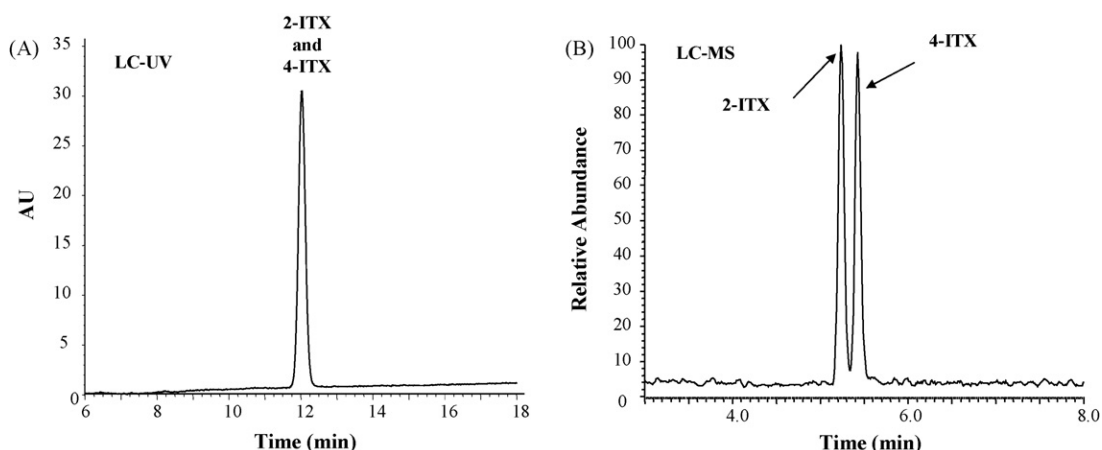 (A)
LC-UV
2-ITX
and
4-ITX
35
30
25
20
15
10
5
0
AU
6 8 10 12 14 16 18
Time (min)
(B)
LC-MS
2-ITX
4-ITX
100
90
80
70
60
50
40
30
20
10
0
Relative Abundance
4.0 6.0 8.0
Time (min)